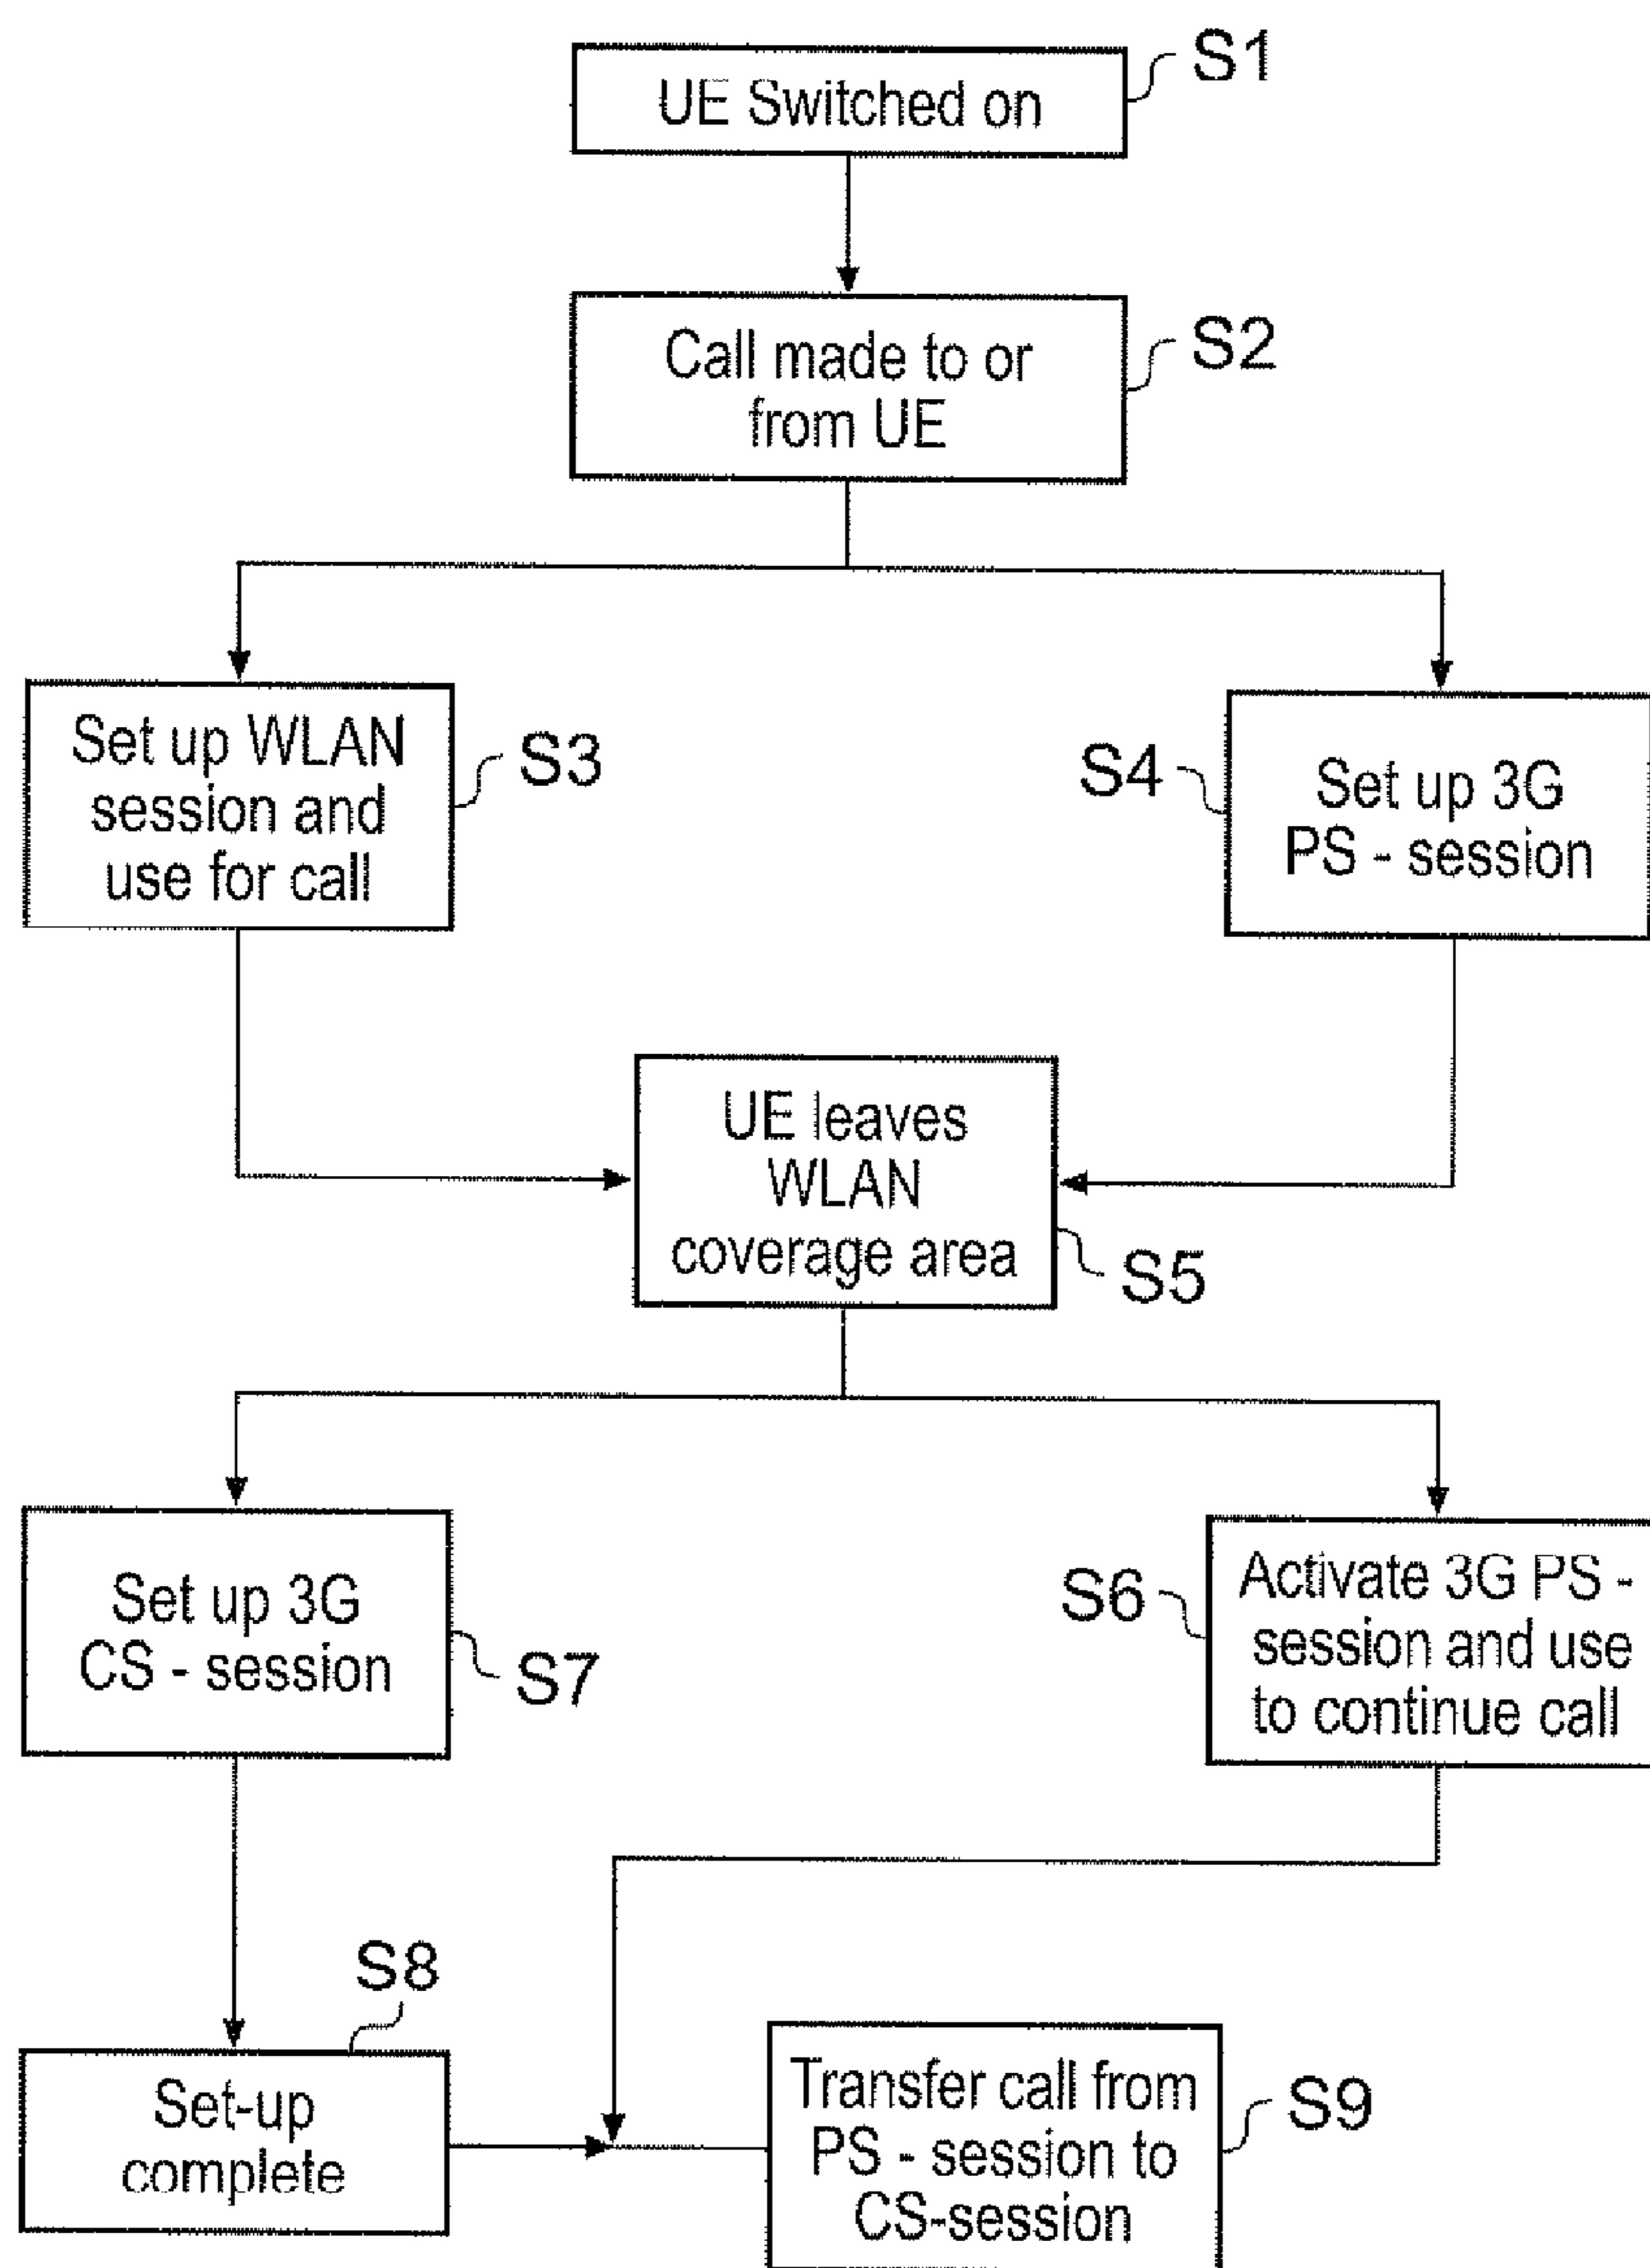 UE Switched on
S1
Call made to or
from UE
S2
Set up WLAN
session and
use for call
S3
S4
Set up 3G
PS - session
UE leaves
WLAN
coverage area
S5
Set up 3G
CS - session
S7
S6
Activate 3G PS -
session and use
to continue call
S8
Set-up
complete
Transfer call from
PS - session to
CS-session
S9